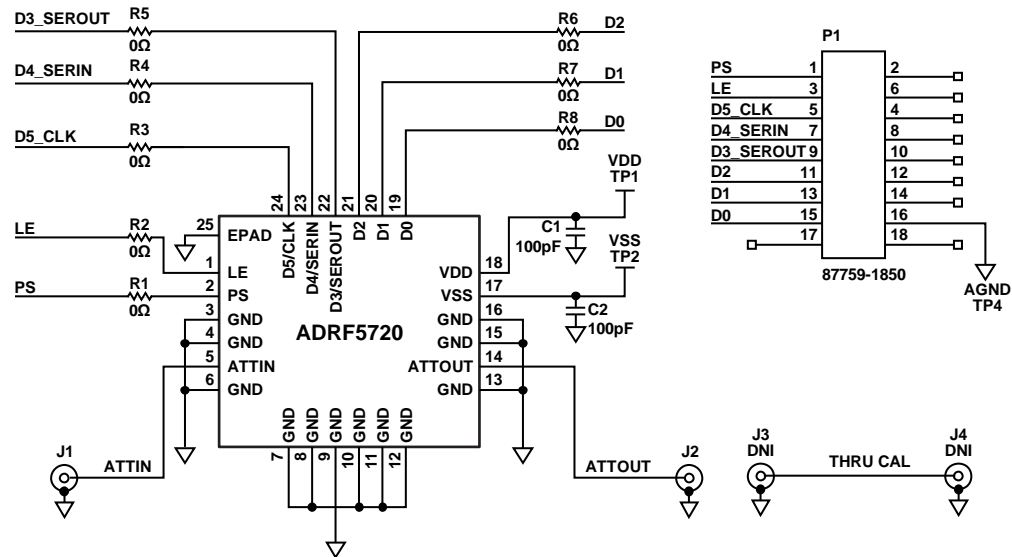 D3_SEROUT R5 0Ω
D4_SERIN R4 0Ω
D5_CLK R3 0Ω
LE R2 0Ω
PS R1 0Ω
R6 0Ω D2
R7 0Ω D1
R8 0Ω D0
24 23 22 21 20 19
D5/CLK D4/SERIN D3/SEROUT D2 D1 D0
25 EPAD
1 LE
2 PS
3 GND
4 GND
5 ATTIN
6 GND
ADRF5720
VDD 18
VSS 17
GND 16
GND 15
ATTOUT 14
GND 13
GND GND GND GND GND GND
7 8 9 10 11 12
VDD
TP1
C1
100pF
VSS
TP2
C2
100pF
J1
ATTIN
ATTOUT
J2
P1
PS 1 2
LE 3 6
D5_CLK 5 4
D4_SERIN 7 8
D3_SEROUT 9 10
D2 11 12
D1 13 14
D0 15 16
17 18
87759-1850
AGND
TP4
J3
DNI
THRU CAL
J4
DNI